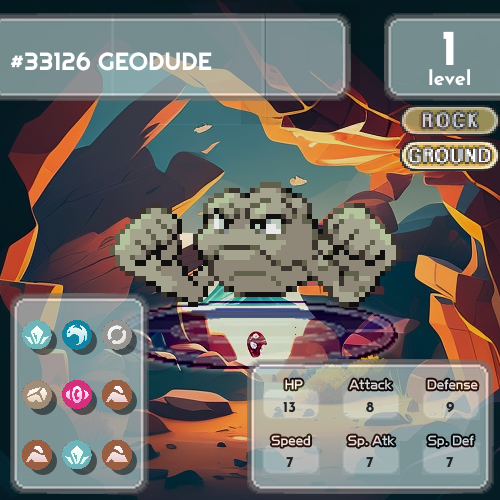 #33126 GEODUDE
1
level
ROCK
GROUND
HP Attack Defense
13 8 9
Speed Sp. Atk Sp. Def
7 7 7